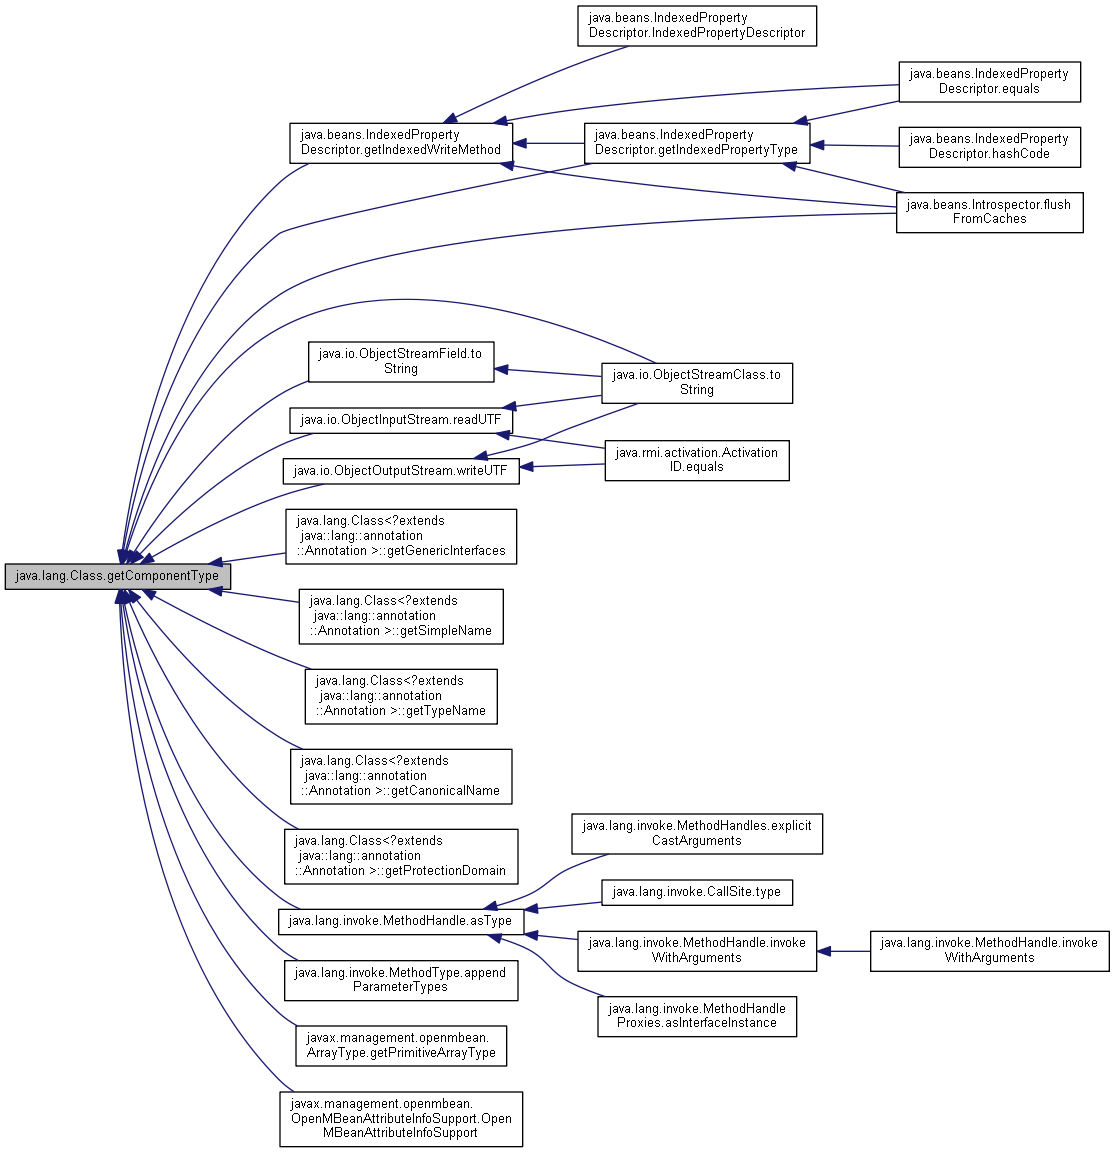 java.beans.IndexedProperty
Descriptor.IndexedPropertyDescriptor
java.beans.IndexedProperty
Descriptor.equals
java.beans.IndexedProperty
Descriptor.getIndexedWriteMethod
java.beans.IndexedProperty
Descriptor.getIndexedPropertyType
java.beans.IndexedProperty
Descriptor.hashCode
java.beans.Introspector.flush
FromCaches
java.io.ObjectStreamField.to
String
java.io.ObjectStreamClass.to
String
java.io.ObjectInputStream.readUTF
java.rmi.activation.Activation
ID.equals
java.io.ObjectOutputStream.writeUTF
java.lang.Class<?extends
java::lang::annotation
::Annotation >::getGenericInterfaces
java.lang.Class.getComponentType
java.lang.Class<?extends
java::lang::annotation
::Annotation >::getSimpleName
java.lang.Class<?extends
java::lang::annotation
::Annotation >::getTypeName
java.lang.Class<?extends
java::lang::annotation
::Annotation >::getCanonicalName
java.lang.Class<?extends
java::lang::annotation
::Annotation >::getProtectionDomain
java.lang.invoke.MethodHandles.explicit
CastArguments
java.lang.invoke.CallSite.type
java.lang.invoke.MethodHandle.asType
java.lang.invoke.MethodHandle.invoke
WithArguments
java.lang.invoke.MethodHandle.invoke
WithArguments
java.lang.invoke.MethodType.append
ParameterTypes
java.lang.invoke.MethodHandle
Proxies.asInterfaceInstance
javax.management.openmbean.
ArrayType.getPrimitiveArrayType
javax.management.openmbean.
OpenMBeanAttributeInfoSupport.Open
MBeanAttributeInfoSupport